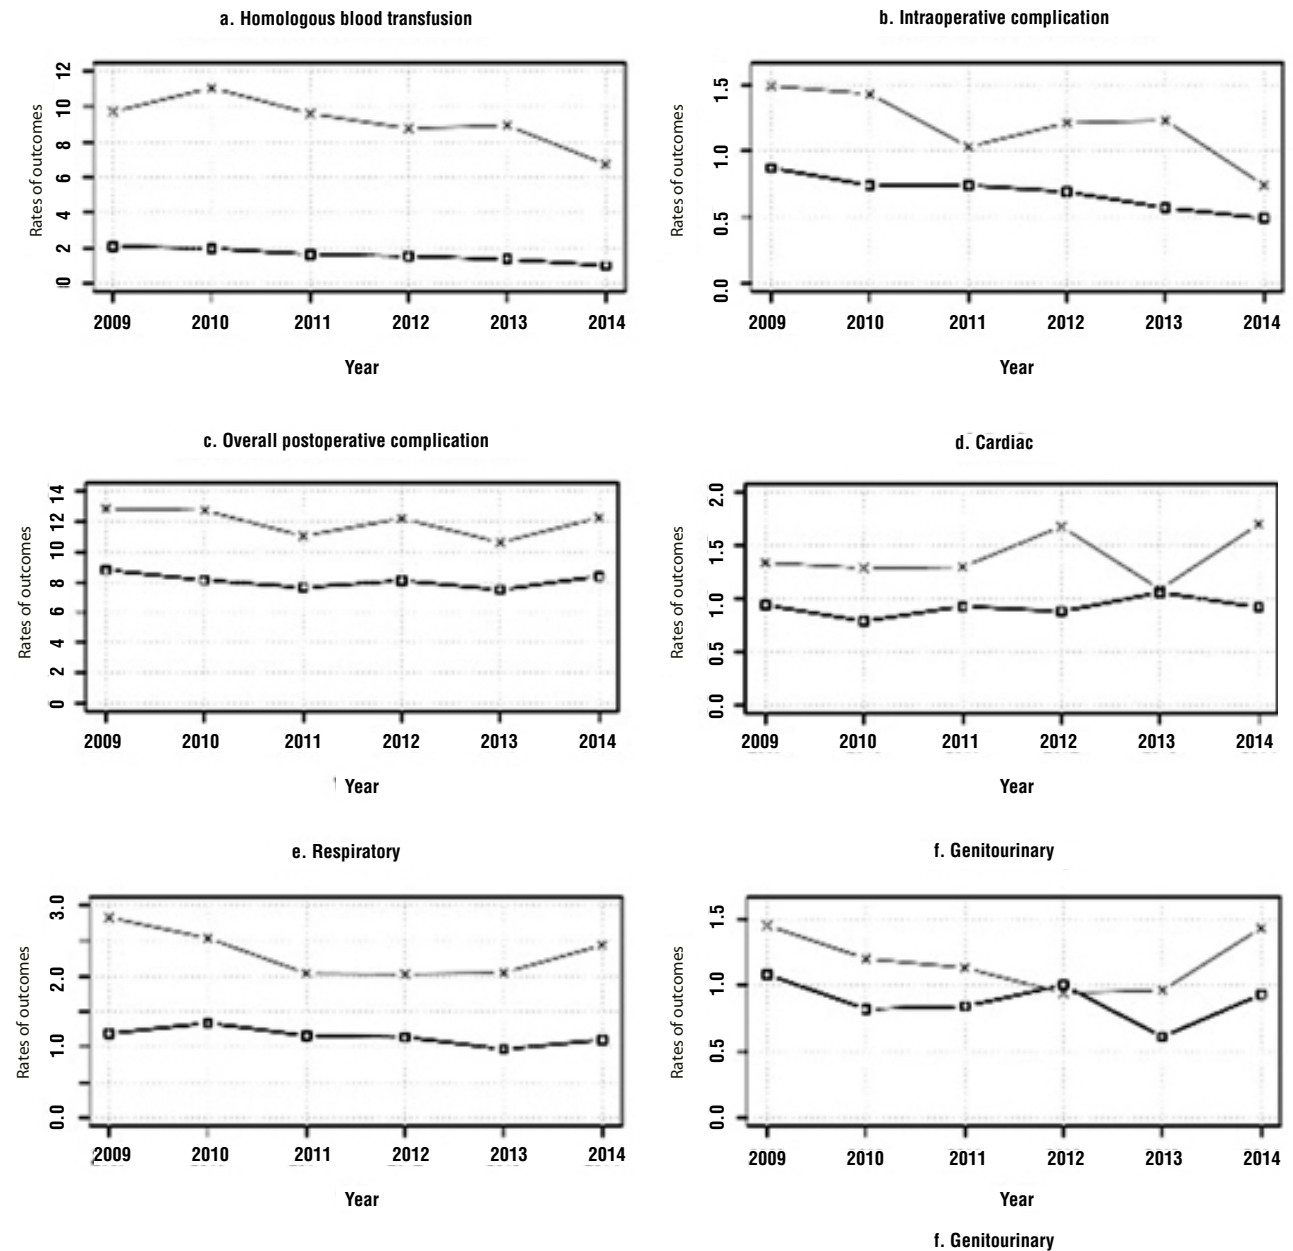 a. Homologous blood transfusion
b. Intraoperative complication
Rates of outcomes
12
10
8
6
4
2
0
2009 2010 2011 2012 2013 2014
Year
Rates of outcomes
1.5
1.0
0.5
0.0
2009 2010 2011 2012 2013 2014
Year
c. Overall postoperative complication
d. Cardiac
Rates of outcomes
14
12
10
8
6
4
2
0
2009 2010 2011 2012 2013 2014
Year
Rates of outcomes
2.0
1.5
1.0
0.5
0.0
2009 2010 2011 2012 2013 2014
Year
e. Respiratory
f. Genitourinary
Rates of outcomes
3.0
2.0
1.0
0.0
2009 2010 2011 2012 2013 2014
Year
Rates of outcomes
1.5
1.0
0.5
0.0
2009 2010 2011 2012 2013 2014
Year
f. Genitourinary